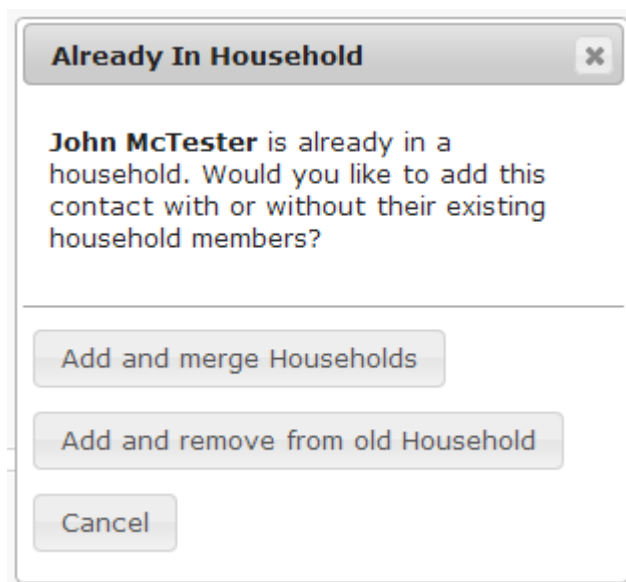 Already In Household
John McTester is already in a
household. Would you like to add this
contact with or without their existing
household members?
Add and merge Households
Add and remove from old Household
Cancel